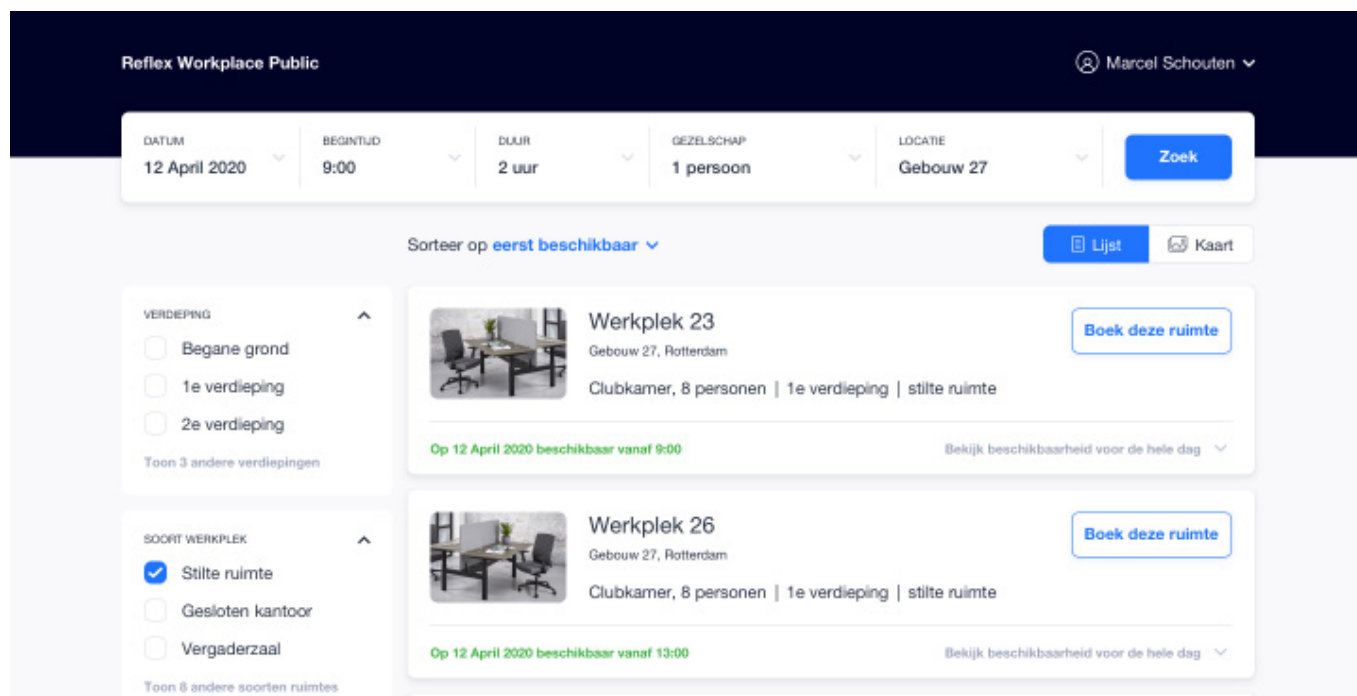 Reflex Workplace Public
Marcel Schouten
DATUM
12 April 2020
BEGINTIJD
9:00
DUUR
2 uur
GEZELSCHAP
1 persoon
LOCATIE
Gebouw 27
Zoek
Sorteer op eerst beschikbaar
Lijst
Kaart
VERDIEPING
Begane grond
1e verdieping
2e verdieping
Toon 3 andere verdiepingen
SOORT WERKPLEK
Stilte ruimte
Gesloten kantoor
Vergaderzaal
Toon 8 andere soorten ruimtes
Werkplek 23
Gebouw 27, Rotterdam
Clubkamer, 8 personen | 1e verdieping | stilte ruimte
Boek deze ruimte
Op 12 April 2020 beschikbaar vanaf 9:00
Bekijk beschikbaarheid voor de hele dag
Werkplek 26
Gebouw 27, Rotterdam
Clubkamer, 8 personen | 1e verdieping | stilte ruimte
Boek deze ruimte
Op 12 April 2020 beschikbaar vanaf 13:00
Bekijk beschikbaarheid voor de hele dag